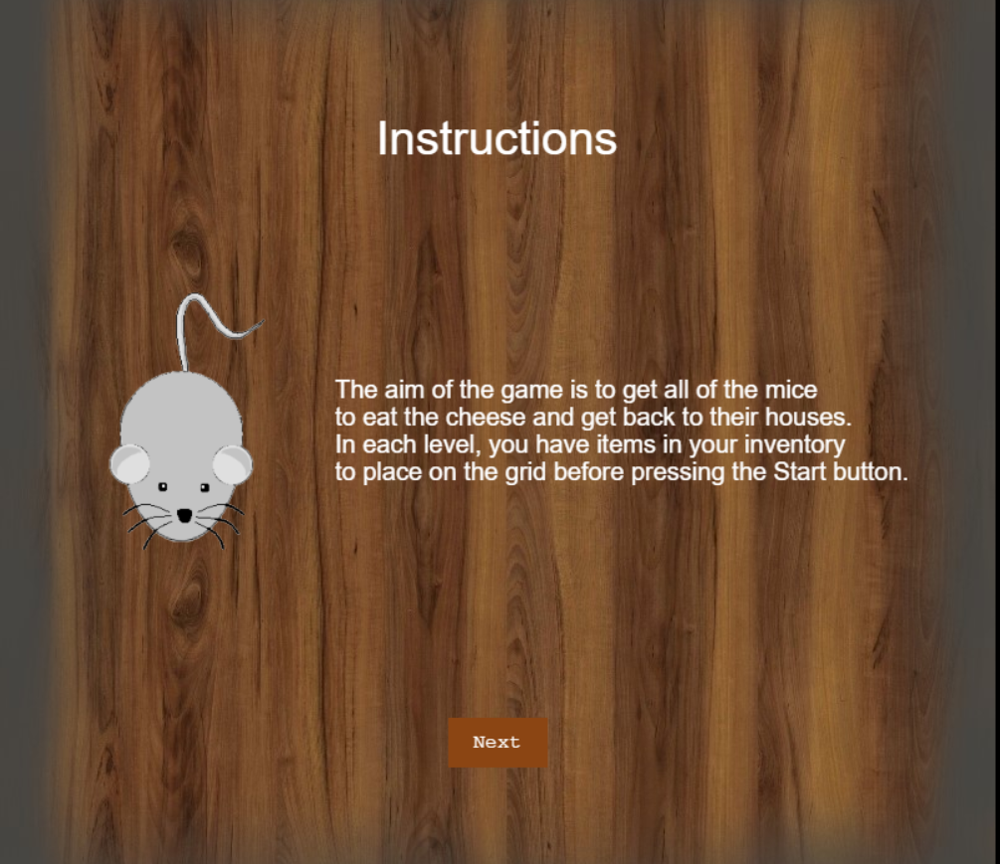 Instructions
The aim of the game is to get all of the mice
to eat the cheese and get back to their houses.
In each level, you have items in your inventory
to place on the grid before pressing the Start button.
Next